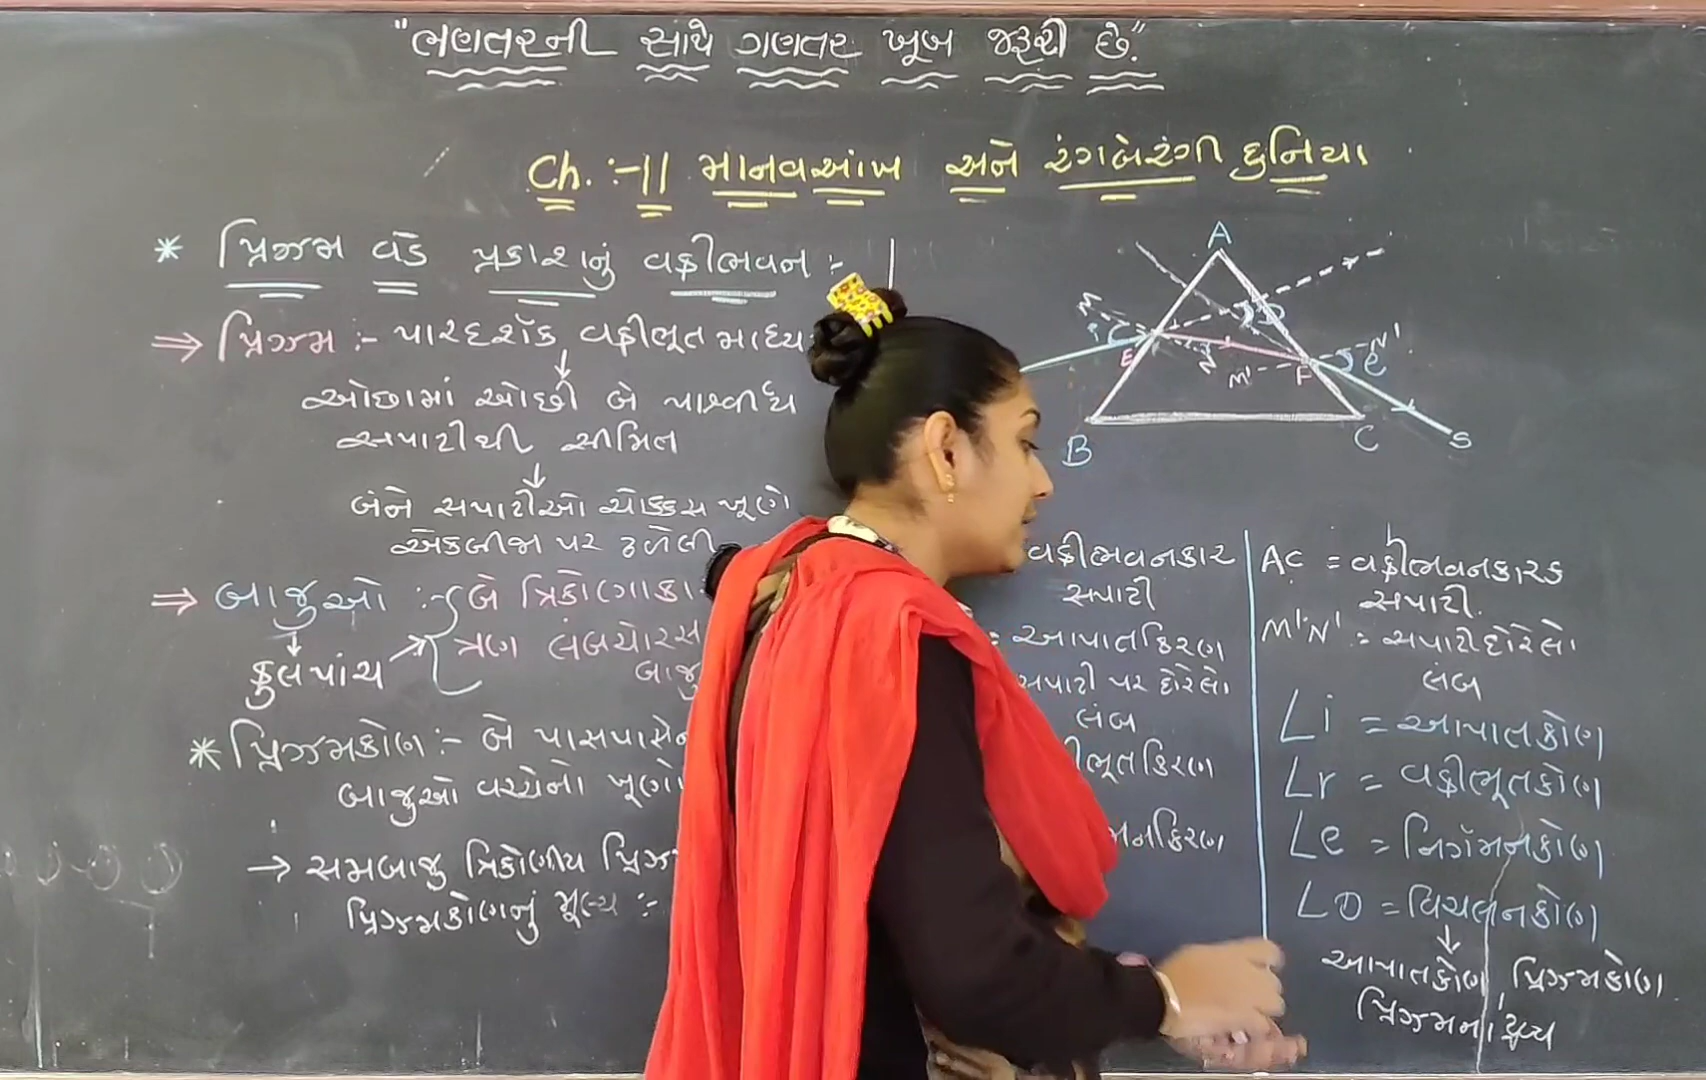 "ભણતરની સાથે ગણતર ખૂબ જરૂરી છે."
Ch. :- 11 માનવઆંખ અને રંગબેરંગી દુનિયા
* પ્રિઝમ વડે પ્રકાશનું વક્રીભવન :-
⇒ પ્રિઝમ :- પારદર્શક વક્રીભૂત માધ્ય
ઓછામાં ઓછી બે પાર્શ્વીય
સપાટીથી સીમિત
બંને સપાટીઓ ચોક્કસ ખૂણે
એકબીજા પર ઢળેલી
⇒ બાજુઓ :- બે ત્રિકોણાકા
ત્રણ લંબચોરસ
બાજુ
કુલ પાંચ
* પ્રિઝમકોણ :- બે પાસપાસેન
બાજુઓ વચ્ચેનો ખૂણો
→ સમબાજુ ત્રિકોણીય પ્રિઝ
પ્રિઝમકોણનું મૂલ્ય :-
A
M
i
E
N
D
M'
F
N'
e
B
C
S
વક્રીભવનકાર
સપાટી
= આપાતકિરણ
સપાટી પર દોરેલો
લંબ
ીભૂતકિરણ
મનકિરણ
AC = વક્રીભવનકારક
સપાટી.
M'N' = સપાટીદોરેલો
લંબ
∠i = આપાતકોણ
∠r = વક્રીભૂતકોણ
∠e = નિર્ગમનકોણ
∠D = વિચલનકોણ
આપાતકોણ, પ્રિઝમકોણ
પ્રિઝમના દ્રવ્ય